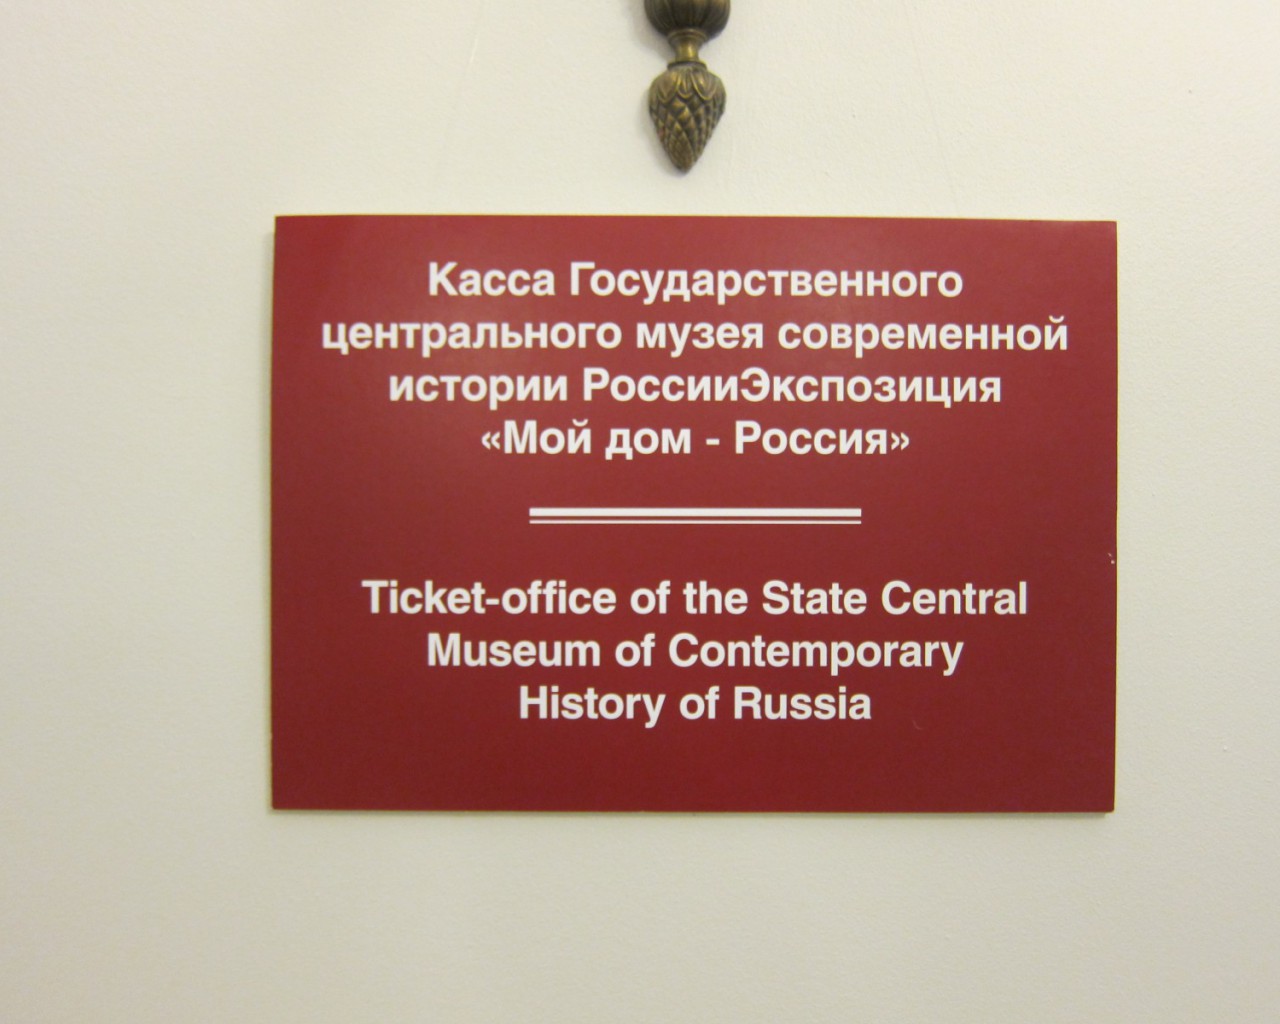 Касса Государственного
центрального музея современной
истории РоссииЭкспозиция
«Мой дом - Россия»
Ticket-office of the State Central
Museum of Contemporary
History of Russia